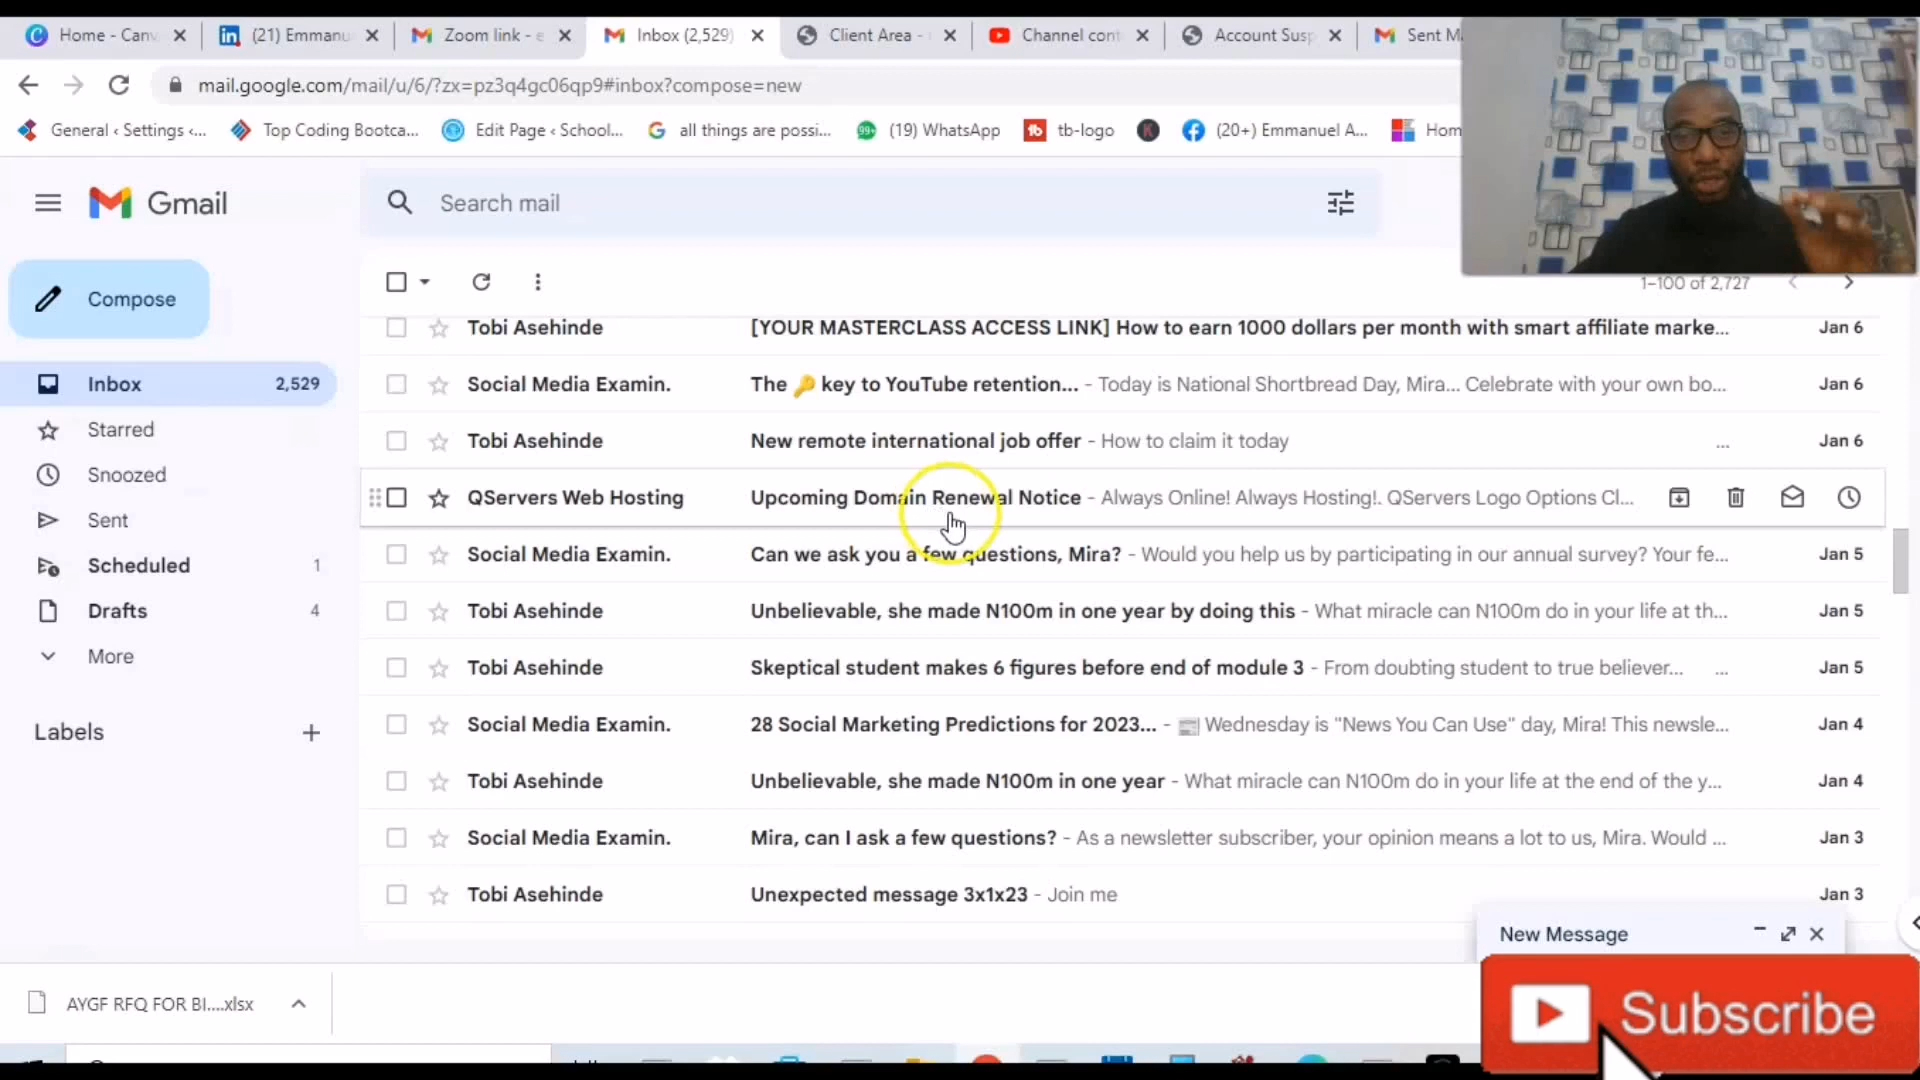 Home - Canv
(21) Emmanu
Zoom link - e
Inbox (2,529)
Client Area -
Channel cont
Account Susp
Sent M
mail.google.com/mail/u/6/?zx=pz3q4gc06qp9#inbox?compose=new
General ‹ Settings ‹...
Top Coding Bootca...
Edit Page ‹ School...
all things are possi...
99+
(19) WhatsApp
tb
tb-logo
K
(20+) Emmanuel A...
Hom
Gmail
Search mail
Compose
1–100 of 2,727
Inbox 2,529
Starred
Snoozed
Sent
Scheduled 1
Drafts 4
More
Labels
Tobi Asehinde [YOUR MASTERCLASS ACCESS LINK] How to earn 1000 dollars per month with smart affiliate marke... Jan 6
Social Media Examin. The 🔑 key to YouTube retention... - Today is National Shortbread Day, Mira... Celebrate with your own bo... Jan 6
Tobi Asehinde New remote international job offer - How to claim it today ... Jan 6
QServers Web Hosting Upcoming Domain Renewal Notice - Always Online! Always Hosting!. QServers Logo Options Cl...
Social Media Examin. Can we ask you a few questions, Mira? - Would you help us by participating in our annual survey? Your fe... Jan 5
Tobi Asehinde Unbelievable, she made N100m in one year by doing this - What miracle can N100m do in your life at th... Jan 5
Tobi Asehinde Skeptical student makes 6 figures before end of module 3 - From doubting student to true believer... ... Jan 5
Social Media Examin. 28 Social Marketing Predictions for 2023... - 📰 Wednesday is "News You Can Use" day, Mira! This newsle... Jan 4
Tobi Asehinde Unbelievable, she made N100m in one year - What miracle can N100m do in your life at the end of the y... Jan 4
Social Media Examin. Mira, can I ask a few questions? - As a newsletter subscriber, your opinion means a lot to us, Mira. Would ... Jan 3
Tobi Asehinde Unexpected message 3x1x23 - Join me Jan 3
New Message
AYGF RFQ FOR BI....xlsx
Subscribe